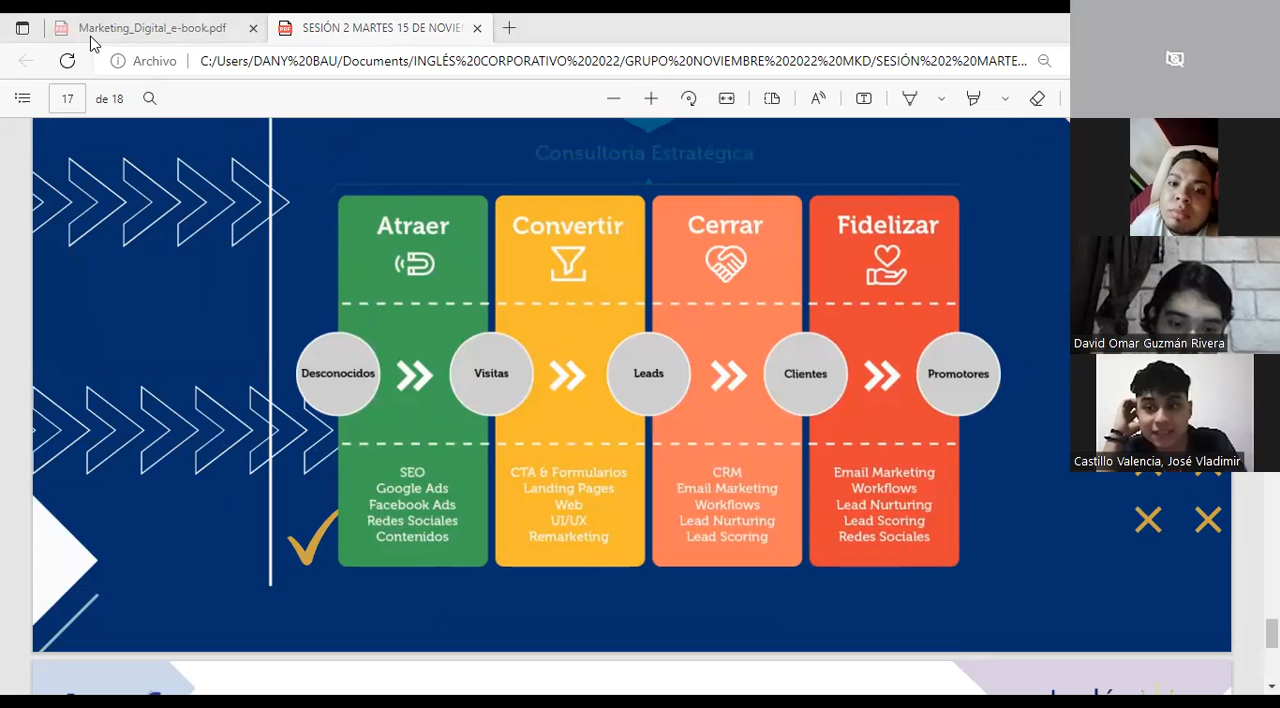 Marketing_Digital_e-book.pdf
SESIÓN 2 MARTES 15 DE NOVIE
Archivo
C:/Users/DANY%20BAU/Documents/INGLÉS%20CORPORATIVO%202022/GRUPO%20NOVIEMBRE%202022%20MKD/SESIÓN%202%20MARTE...
17 de 18
Consultoría Estratégica
Atraer
Convertir
Cerrar
Fidelizar
Desconocidos
Visitas
Leads
Clientes
Promotores
SEO
Google Ads
Facebook Ads
Redes Sociales
Contenidos
CTA & Formularios
Landing Pages
Web
UI/UX
Remarketing
CRM
Email Marketing
Workflows
Lead Nurturing
Lead Scoring
Email Marketing
Workflows
Lead Nurturing
Lead Scoring
Redes Sociales
David Omar Guzmán Rivera
Castillo Valencia, José Vladimir